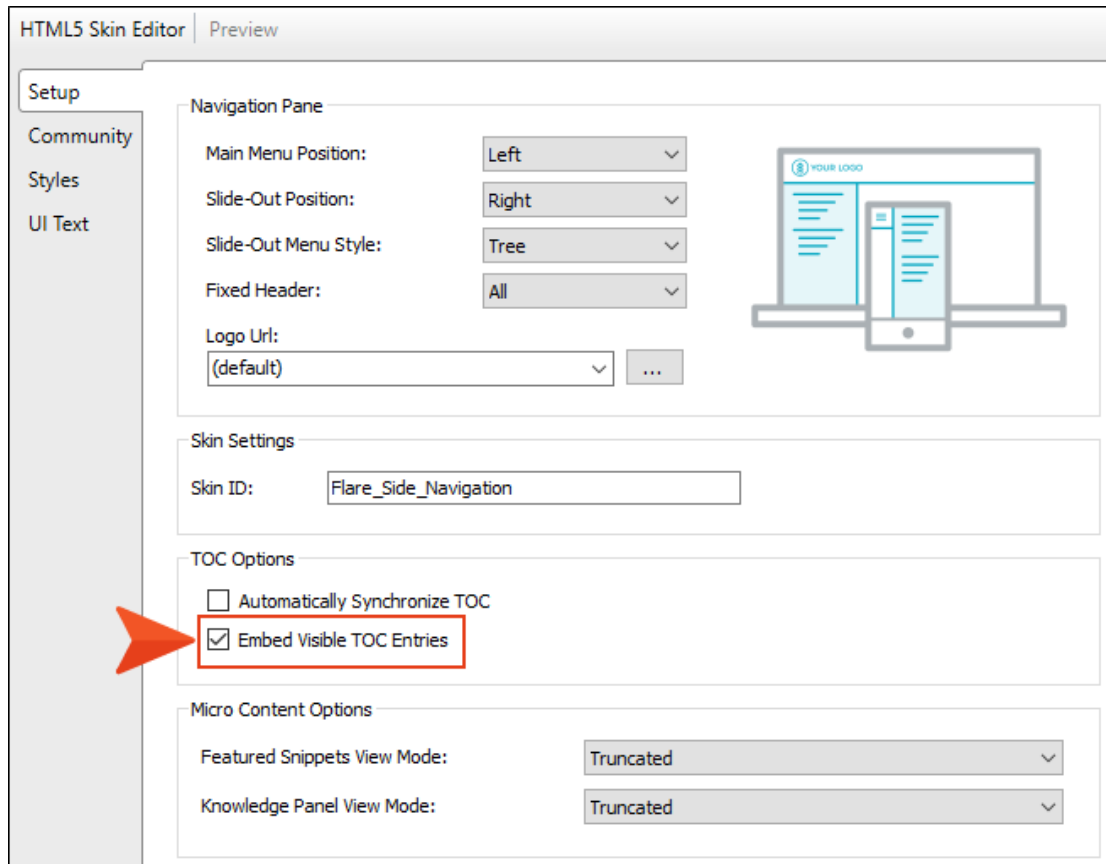 HTML5 Skin Editor Preview
Setup
Community
Styles
UI Text
Navigation Pane
Main Menu Position: Left
Slide-Out Position: Right
Slide-Out Menu Style: Tree
Fixed Header: All
Logo Url:
(default) ...
YOUR LOGO
Skin Settings
Skin ID: Flare_Side_Navigation
TOC Options
Automatically Synchronize TOC
Embed Visible TOC Entries
Micro Content Options
Featured Snippets View Mode: Truncated
Knowledge Panel View Mode: Truncated